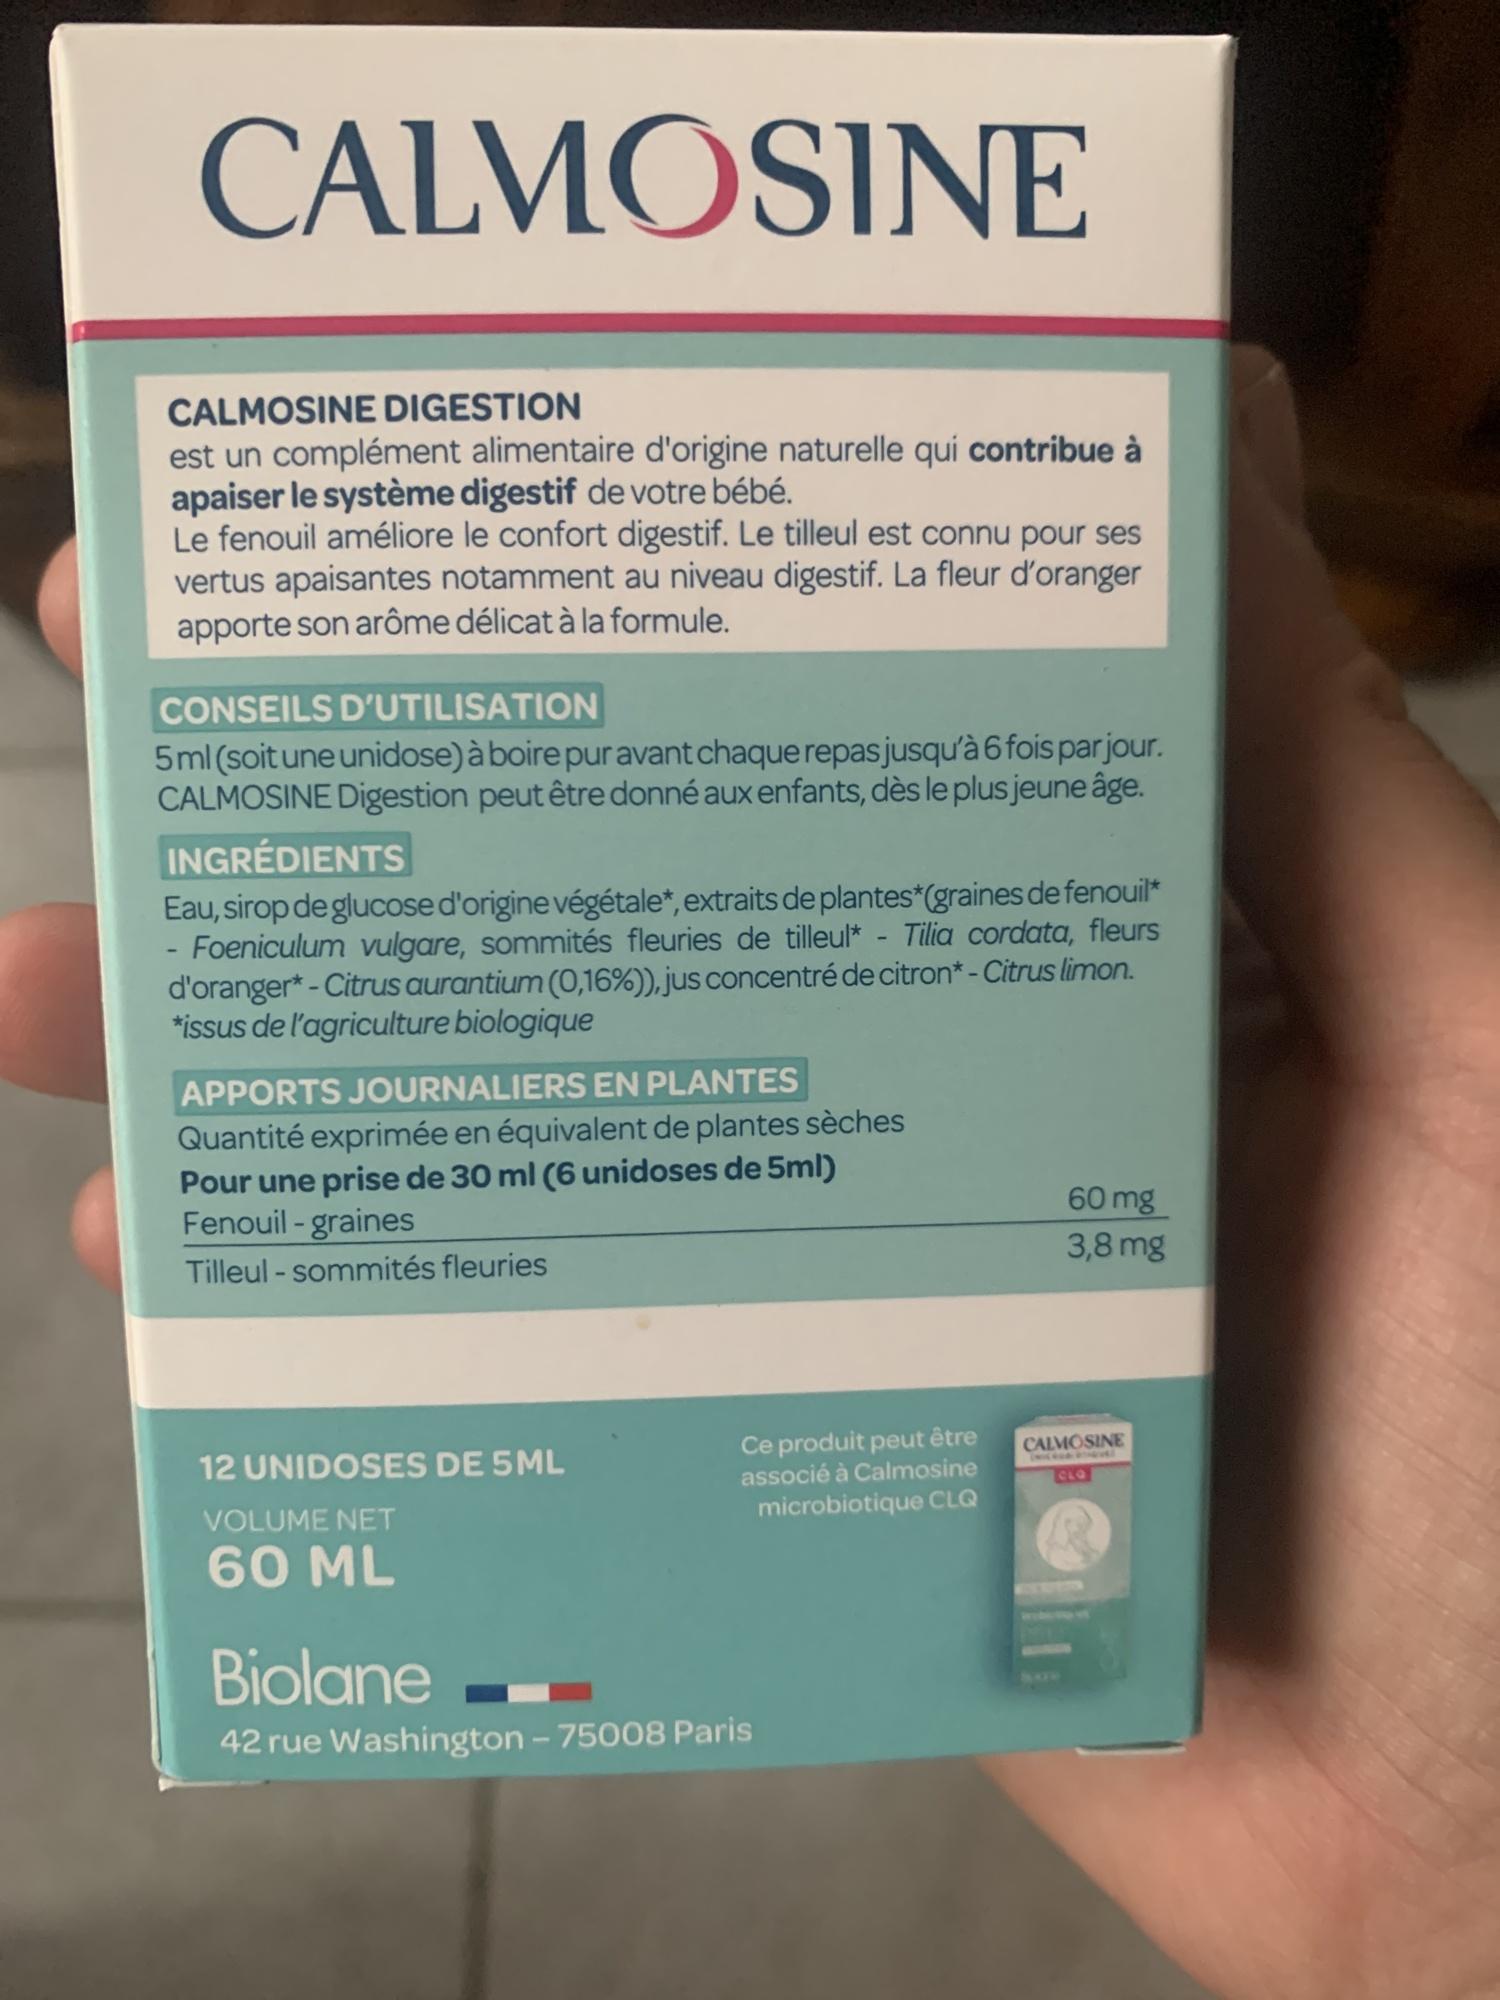 CALMOSINE
CALMOSINE DIGESTION
est un complément alimentaire d'origine naturelle qui contribue à
apaiser le système digestif de votre bébé.
Le fenouil améliore le confort digestif. Le tilleul est connu pour ses
vertus apaisantes notamment au niveau digestif. La fleur d'oranger
apporte son arôme délicat à la formule.
CONSEILS D'UTILISATION
5 ml (soit une unidose) à boire pur avant chaque repas jusqu'à 6 fois par jour.
CALMOSINE Digestion peut être donné aux enfants, dès le plus jeune âge.
INGRÉDIENTS
Eau, sirop de glucose d'origine végétale*, extraits de plantes* (graines de fenouil*
- Foeniculum vulgare, sommités fleuries de tilleul* - Tilia cordata, fleurs
d'oranger* - Citrus aurantium (0,16%)), jus concentré de citron* - Citrus limon.
*issus de l'agriculture biologique
APPORTS JOURNALIERS EN PLANTES
Quantité exprimée en équivalent de plantes sèches
Pour une prise de 30 ml (6 unidoses de 5ml)
Fenouil - graines 60 mg
Tilleul - sommités fleuries 3,8 mg
12 UNIDOSES DE 5ML
VOLUME NET
60 ML
Ce produit peut être
associé à Calmosine
microbiotique CLQ
CALMOSINE
CLQ
Biolane
42 rue Washington – 75008 Paris